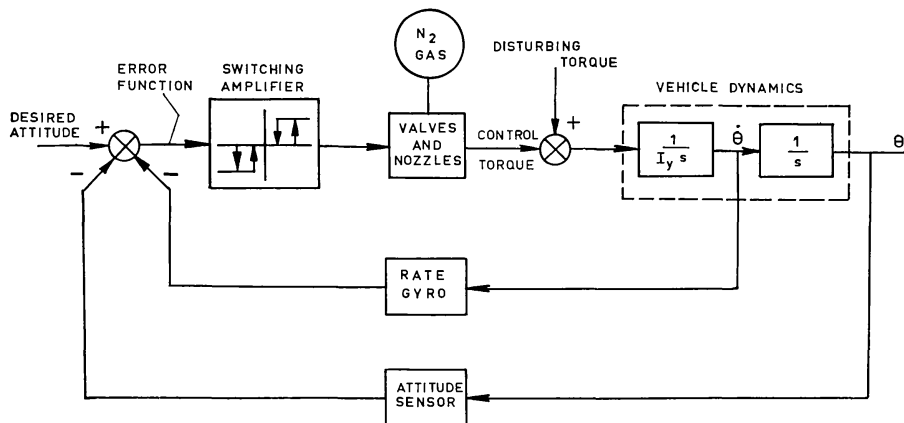 N2
GAS
DISTURBING
TORQUE
ERROR
FUNCTION
SWITCHING
AMPLIFIER
VEHICLE DYNAMICS
DESIRED
ATTITUDE
+
VALVES
AND
NOZZLES
CONTROL
TORQUE
+
1
I_y s
θ̇
1
s
θ
−
−
RATE
GYRO
ATTITUDE
SENSOR